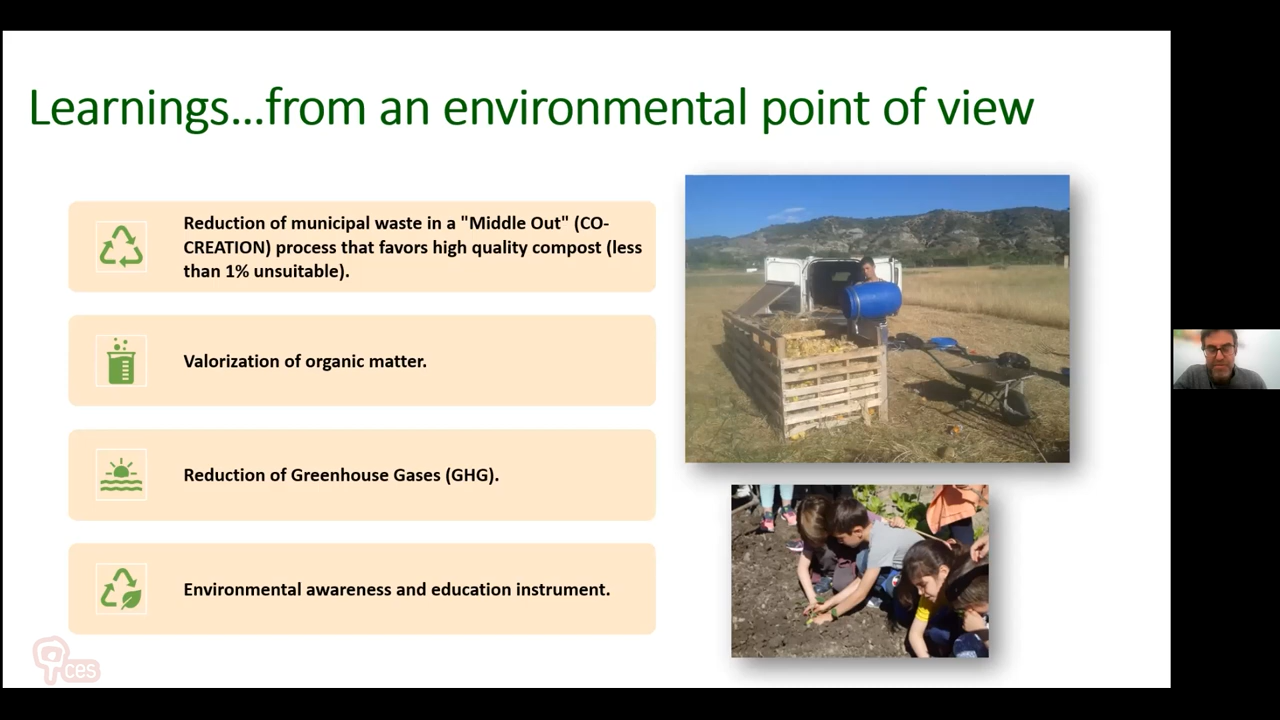 Learnings...from an environmental point of view
Reduction of municipal waste in a "Middle Out" (CO-
CREATION) process that favors high quality compost (less
than 1% unsuitable).
Valorization of organic matter.
Reduction of Greenhouse Gases (GHG).
Environmental awareness and education instrument.
ces